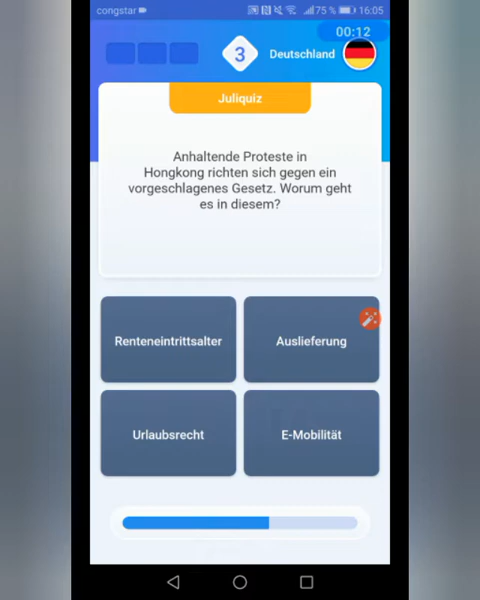 congstar
75 % 16:05
00:12
3
Deutschland
Juliquiz
Anhaltende Proteste in
Hongkong richten sich gegen ein
vorgeschlagenes Gesetz. Worum geht
es in diesem?
Renteneintrittsalter
Auslieferung
Urlaubsrecht
E-Mobilität